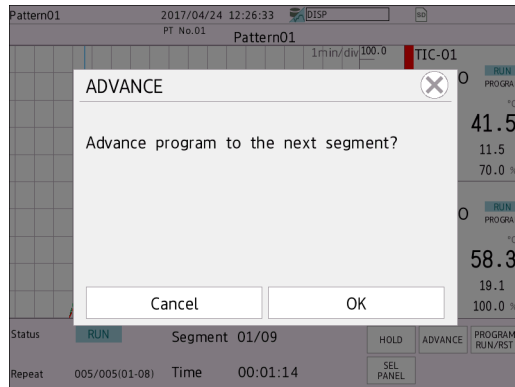 Pattern01 2017/04/24 12:26:33 DISP SD
PT No.01 Pattern01
1min/div 100.0 TIC-01
ADVANCE
RUN
PROGRA
Advance program to the next segment?
41.5
11.5
70.0 %
RUN
PROGRA
58.3
19.1
100.0 %
Cancel OK
Status RUN Segment 01/09 HOLD ADVANCE PROGRAM RUN/RST
Repeat 005/005(01-08) Time 00:01:14 SEL PANEL